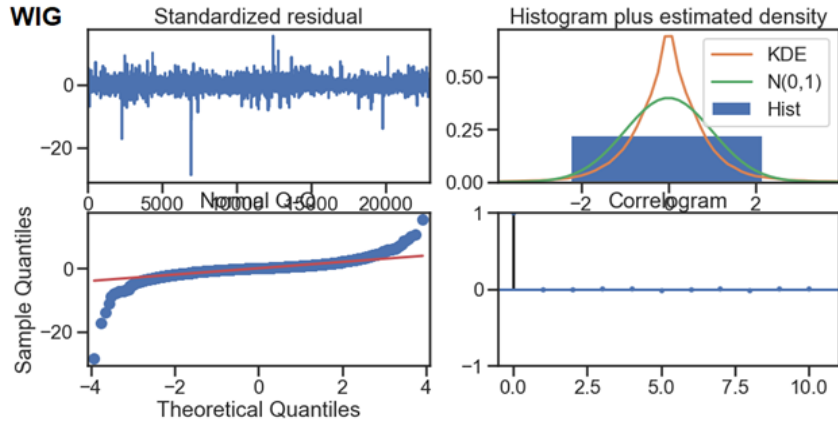 WIG
Standardized residual
0
−20
0
5000
10000
15000
20000
Histogram plus estimated density
0.50
0.25
0.00
KDE
N(0,1)
Hist
−2
0
2
Normal Q-Q
Sample Quantiles
0
−20
−4
−2
0
2
4
Theoretical Quantiles
Correlogram
1
0
−1
0.0
2.5
5.0
7.5
10.0